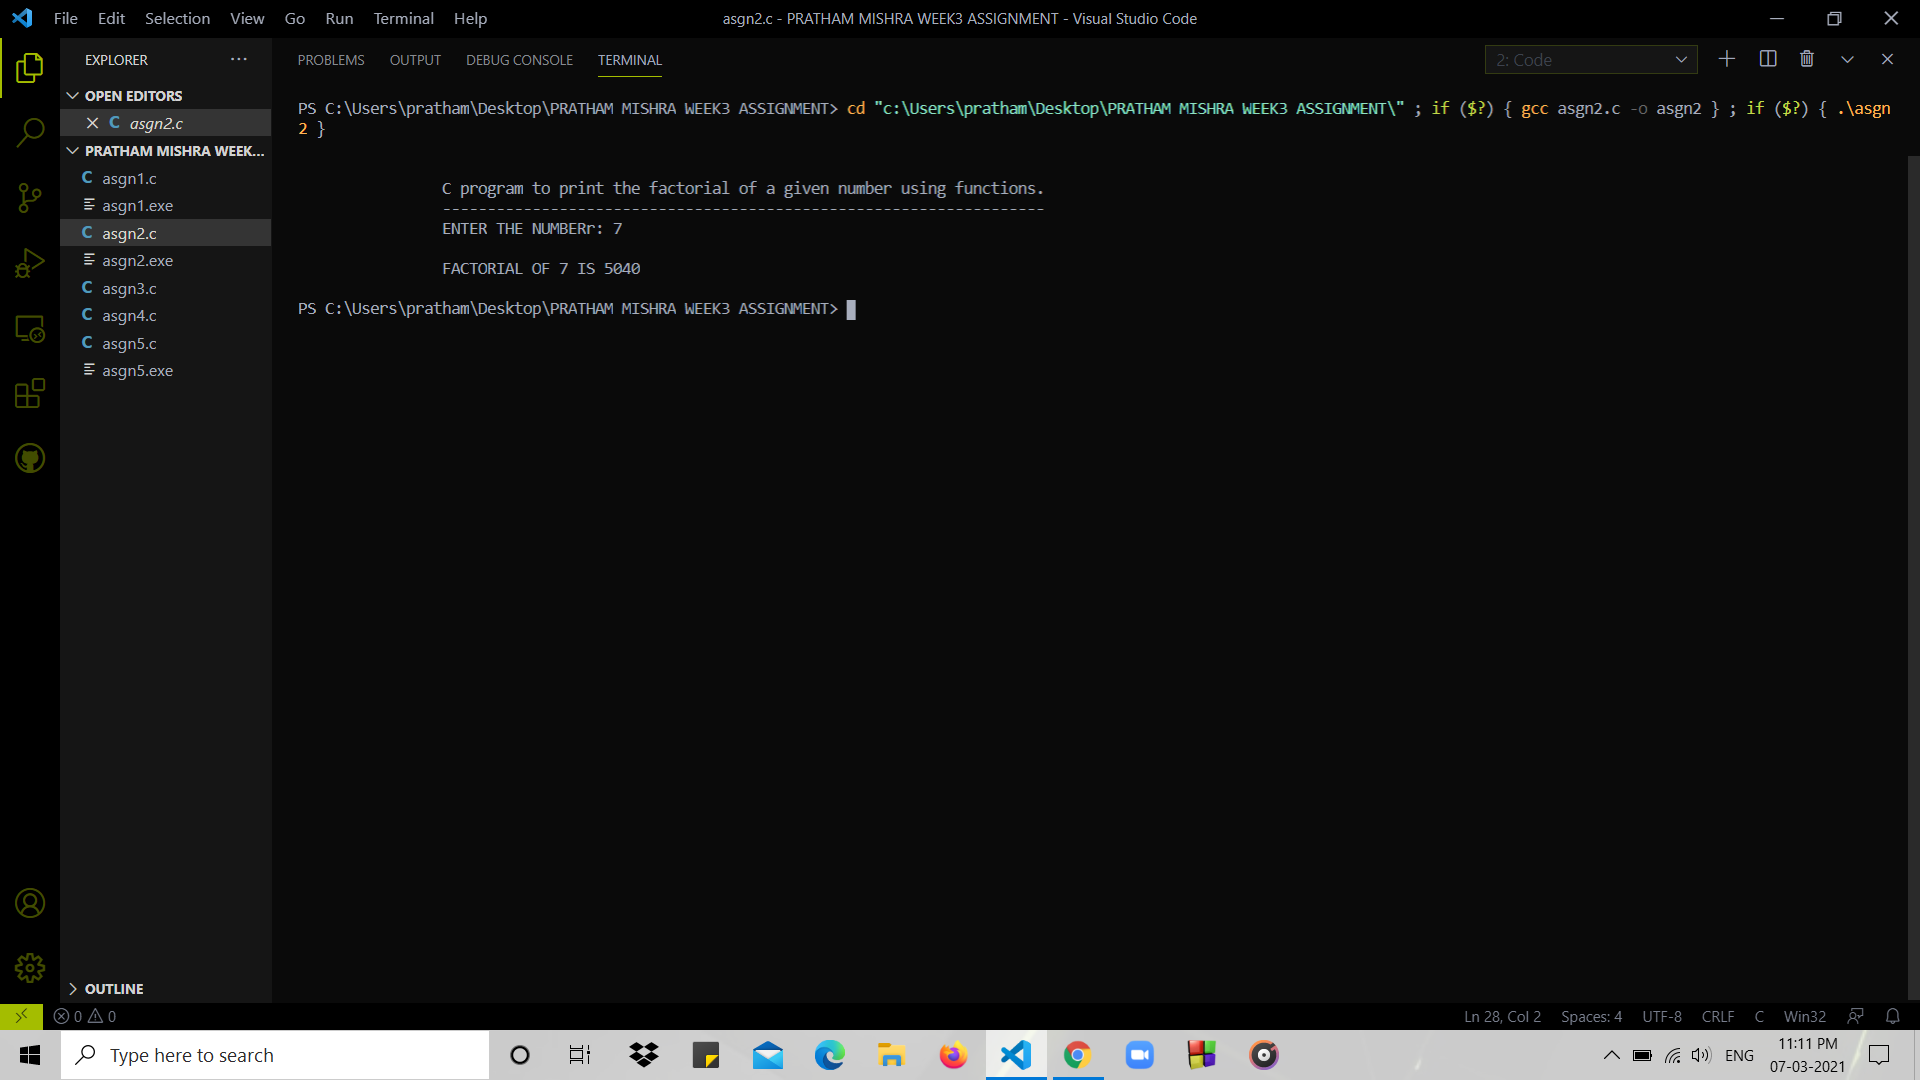 File Edit Selection View Go Run Terminal Help
asgn2.c - PRATHAM MISHRA WEEK3 ASSIGNMENT - Visual Studio Code
EXPLORER
OPEN EDITORS
C asgn2.c
PRATHAM MISHRA WEEK...
C asgn1.c
asgn1.exe
C asgn2.c
asgn2.exe
C asgn3.c
C asgn4.c
C asgn5.c
asgn5.exe
OUTLINE
PROBLEMS OUTPUT DEBUG CONSOLE TERMINAL
2: Code
PS C:\Users\pratham\Desktop\PRATHAM MISHRA WEEK3 ASSIGNMENT> cd "c:\Users\pratham\Desktop\PRATHAM MISHRA WEEK3 ASSIGNMENT\" ; if ($?) { gcc asgn2.c -o asgn2 } ; if ($?) { .\asgn
2 }
C program to print the factorial of a given number using functions.
-------------------------------------------------------------------
ENTER THE NUMBERr: 7
FACTORIAL OF 7 IS 5040
PS C:\Users\pratham\Desktop\PRATHAM MISHRA WEEK3 ASSIGNMENT>
0 0
Ln 28, Col 2 Spaces: 4 UTF-8 CRLF C Win32
Type here to search
ENG
11:11 PM
07-03-2021